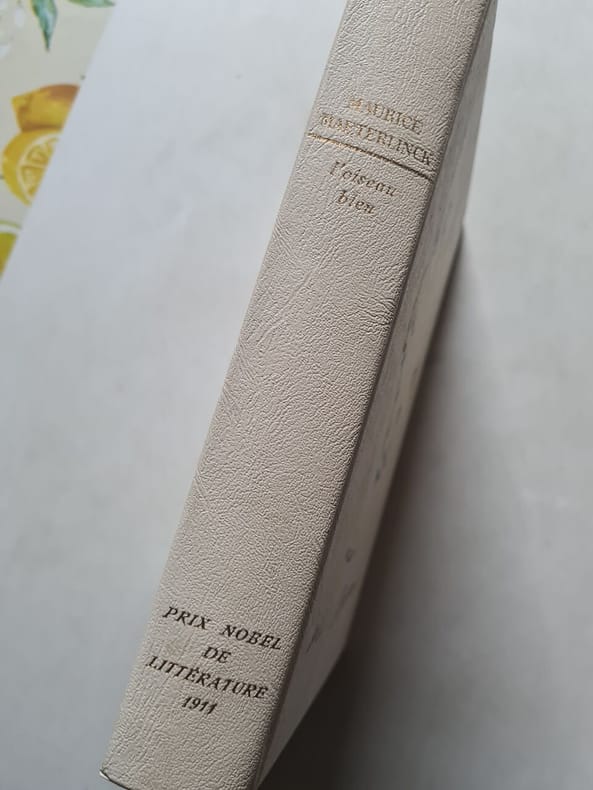 MAURICE
MAETERLINCK
l'oiseau
bleu
PRIX NOBEL
DE
LITTÉRATURE
1911